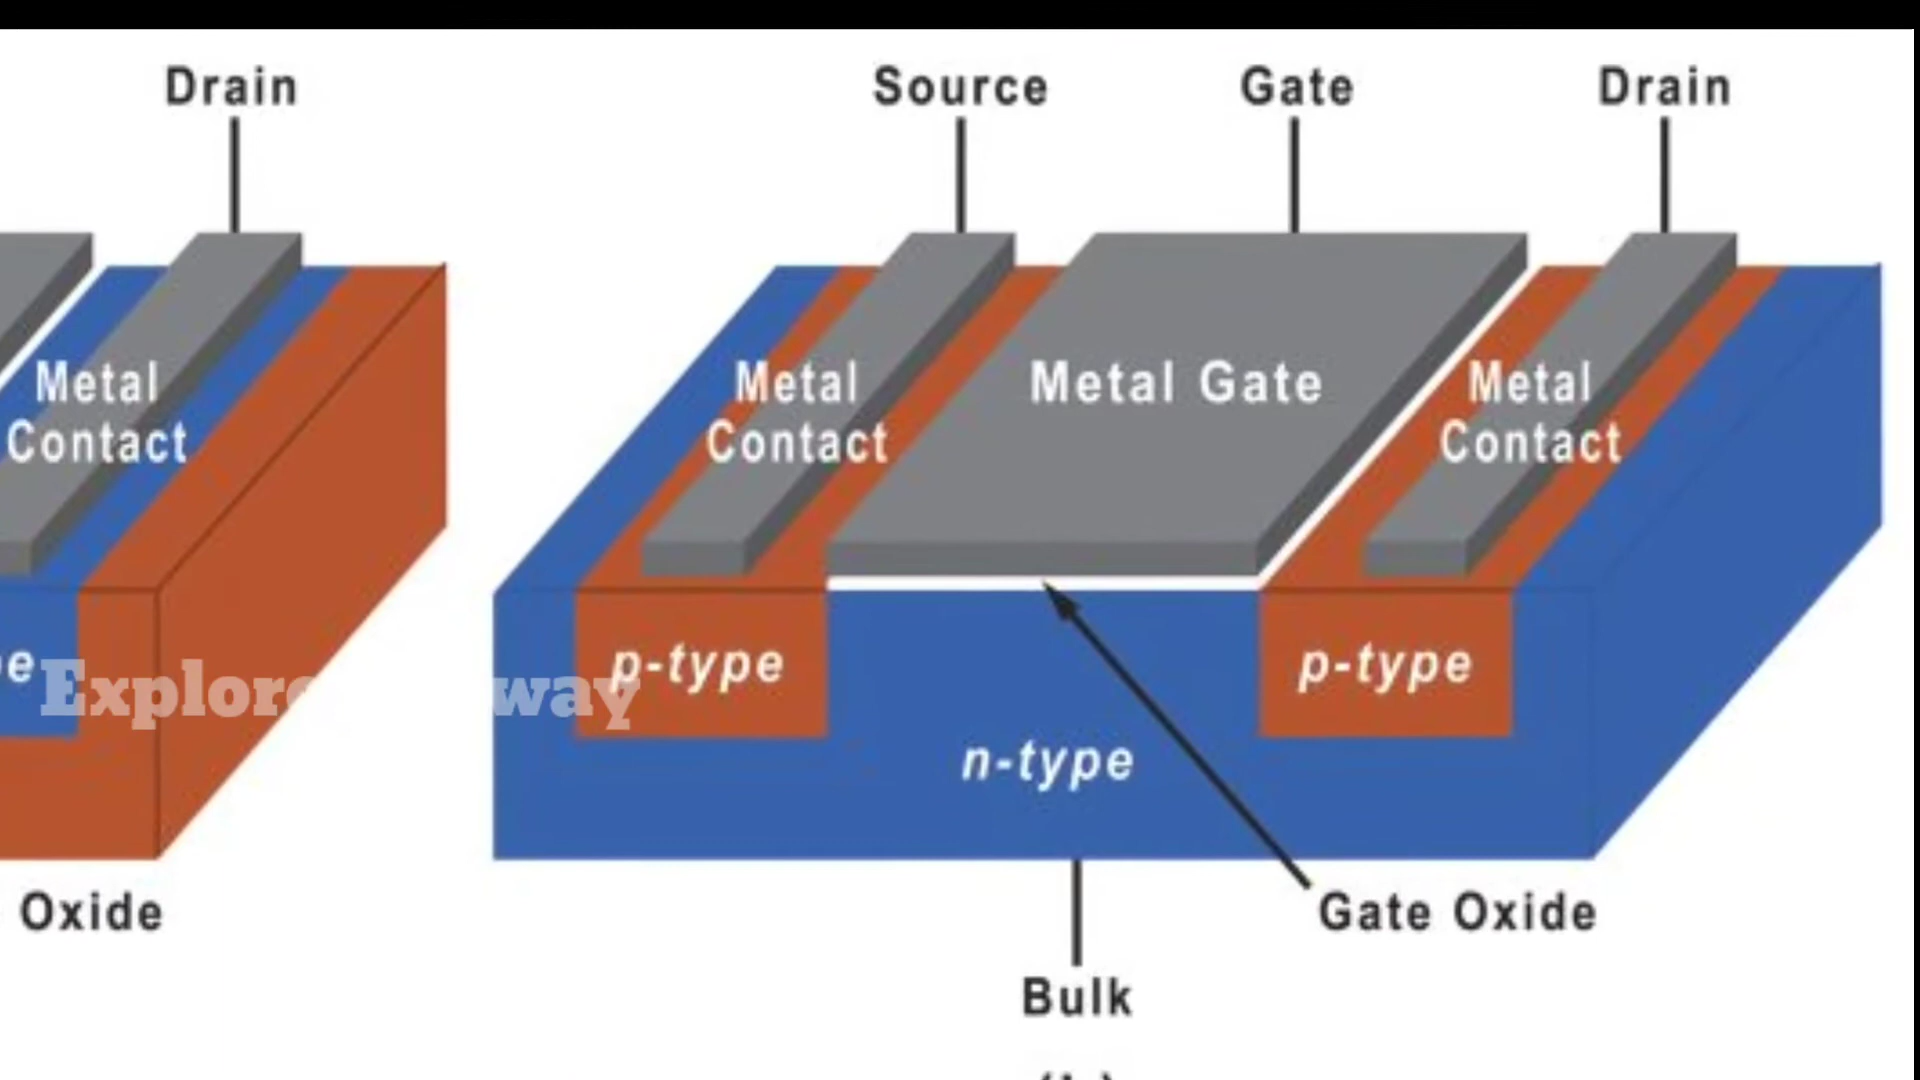 Drain
Source
Gate
Drain
Metal
Contact
Metal
Contact
Metal Gate
Metal
Contact
p-type
p-type
n-type
Oxide
Gate Oxide
Bulk